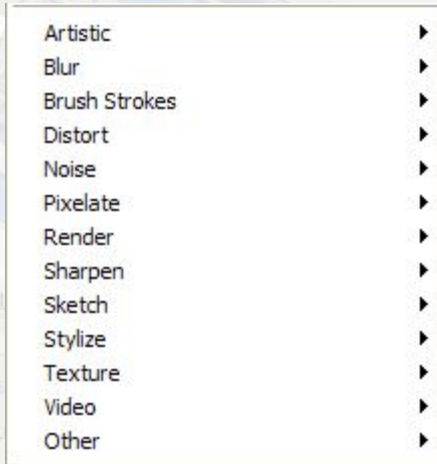 Artistic
Blur
Brush Strokes
Distort
Noise
Pixelate
Render
Sharpen
Sketch
Stylize
Texture
Video
Other